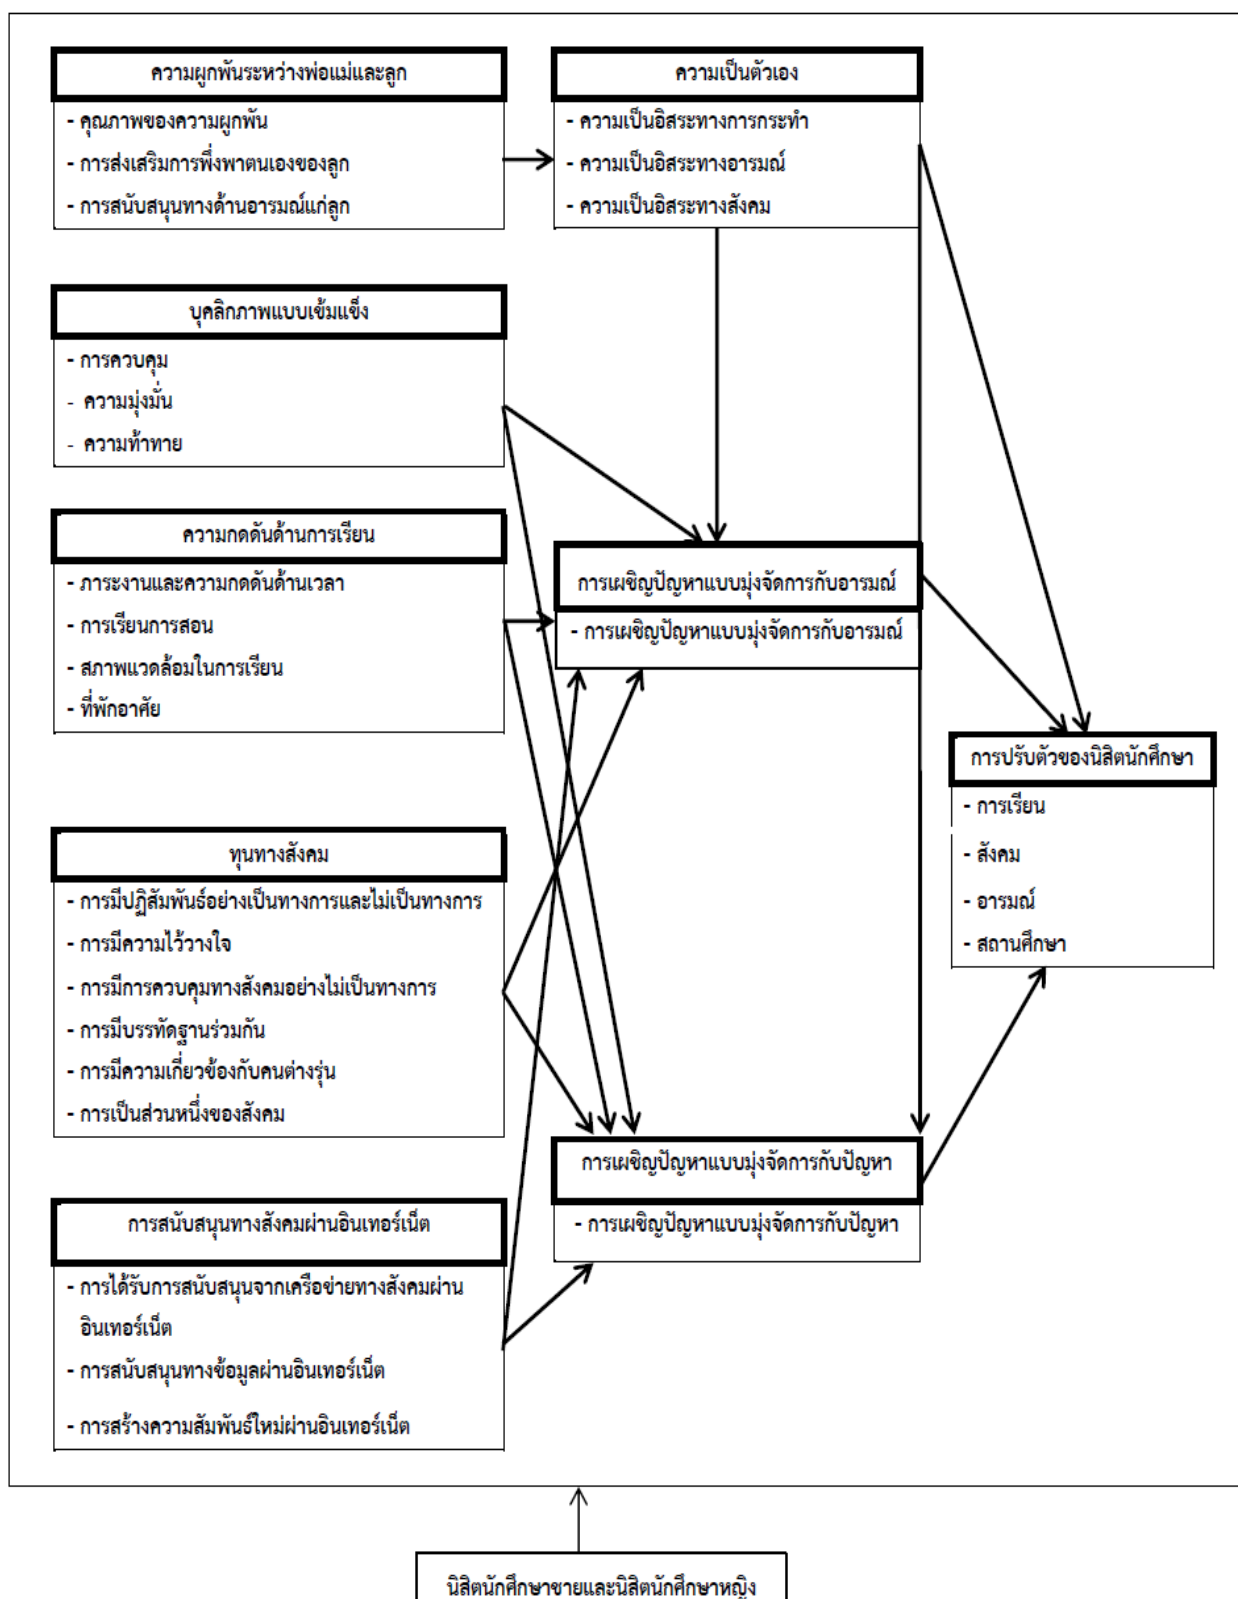 ความผูกพันระหว่างพ่อแม่และลูก
- คุณภาพของความผูกพัน
- การส่งเสริมการพึ่งพาตนเองของลูก
- การสนับสนุนทางด้านอารมณ์แก่ลูก
ความเป็นตัวเอง
- ความเป็นอิสระทางการกระทำ
- ความเป็นอิสระทางอารมณ์
- ความเป็นอิสระทางสังคม
บุคลิกภาพแบบเข้มแข็ง
- การควบคุม
- ความมุ่งมั่น
- ความท้าทาย
ความกดดันด้านการเรียน
- ภาระงานและความกดดันด้านเวลา
- การเรียนการสอน
- สภาพแวดล้อมในการเรียน
- ที่พักอาศัย
การเผชิญปัญหาแบบมุ่งจัดการกับอารมณ์
- การเผชิญปัญหาแบบมุ่งจัดการกับอารมณ์
การปรับตัวของนิสิตนักศึกษา
- การเรียน
- สังคม
- อารมณ์
- สถานศึกษา
ทุนทางสังคม
- การมีปฏิสัมพันธ์อย่างเป็นทางการและไม่เป็นทางการ
- การมีความไว้วางใจ
- การมีการควบคุมทางสังคมอย่างไม่เป็นทางการ
- การมีบรรทัดฐานร่วมกัน
- การมีความเกี่ยวข้องกับคนต่างรุ่น
- การเป็นส่วนหนึ่งของสังคม
การเผชิญปัญหาแบบมุ่งจัดการกับปัญหา
- การเผชิญปัญหาแบบมุ่งจัดการกับปัญหา
การสนับสนุนทางสังคมผ่านอินเทอร์เน็ต
- การได้รับการสนับสนุนจากเครือข่ายทางสังคมผ่าน
อินเทอร์เน็ต
- การสนับสนุนทางข้อมูลผ่านอินเทอร์เน็ต
- การสร้างความสัมพันธ์ใหม่ผ่านอินเทอร์เน็ต
นิสิตนักศึกษาชายและนิสิตนักศึกษาหญิง